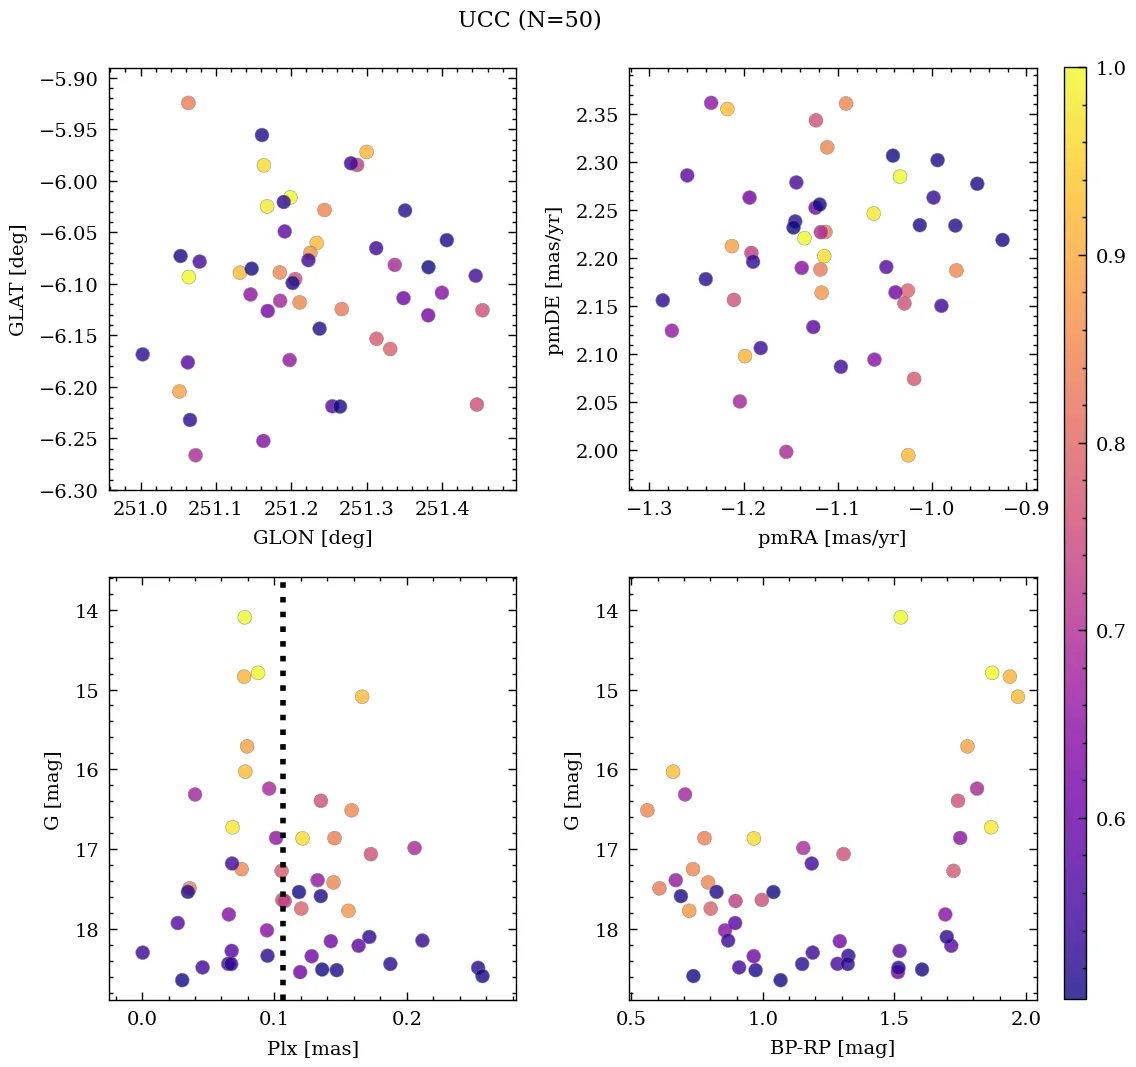 UCC (N=50)
−5.90
−5.95
−6.00
−6.05
−6.10
−6.15
−6.20
−6.25
−6.30
GLAT [deg]
251.0 251.1 251.2 251.3 251.4
GLON [deg]
2.35
2.30
2.25
2.20
2.15
2.10
2.05
2.00
pmDE [mas/yr]
−1.3 −1.2 −1.1 −1.0 −0.9
pmRA [mas/yr]
14
15
16
17
18
G [mag]
0.0 0.1 0.2
Plx [mas]
14
15
16
17
18
G [mag]
0.5 1.0 1.5 2.0
BP-RP [mag]
1.0
0.9
0.8
0.7
0.6